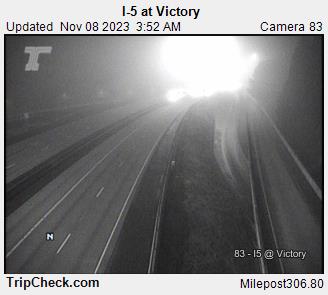 I-5 at Victory
Updated Nov 08 2023 3:52 AM Camera 83
T
N
83 - I5 @ Victory
TripCheck.com Milepost306.80